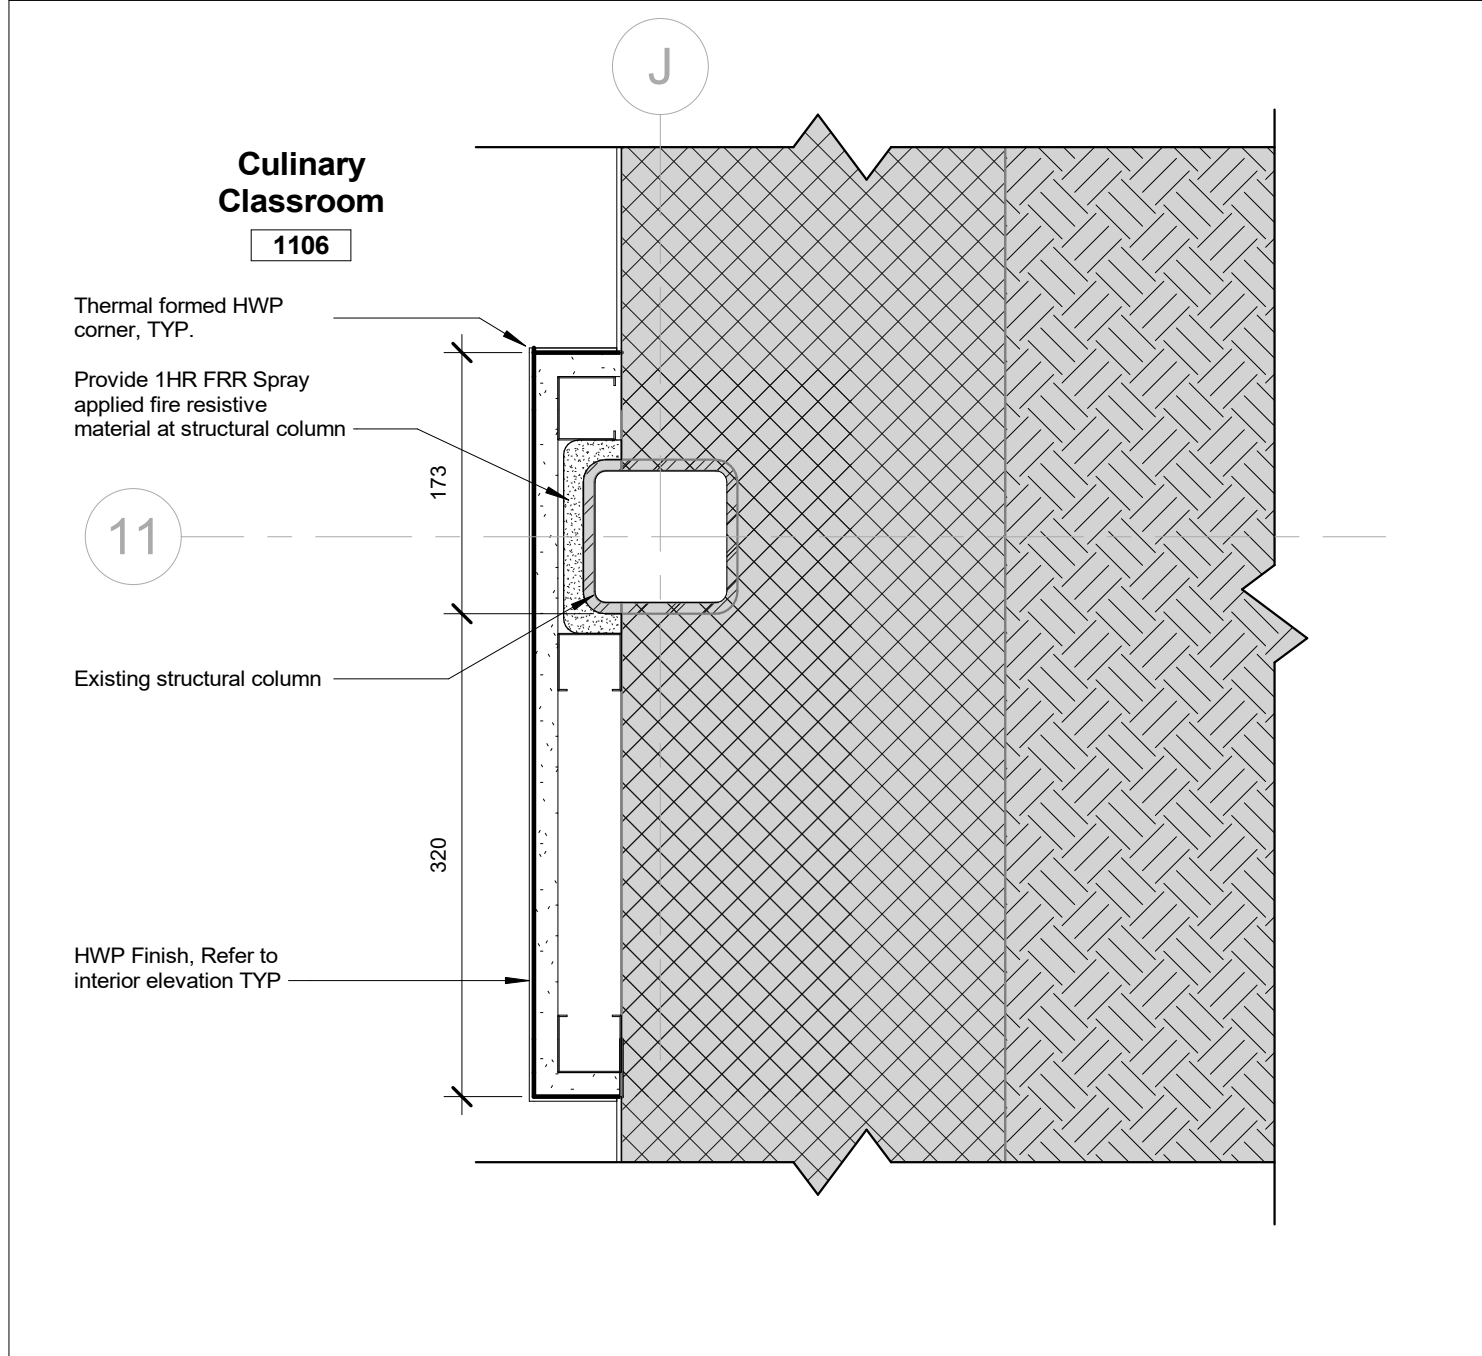 J
Culinary
Classroom
1106
Thermal formed HWP
corner, TYP.
Provide 1HR FRR Spray
applied fire resistive
material at structural column
173
11
Existing structural column
320
HWP Finish, Refer to
interior elevation TYP